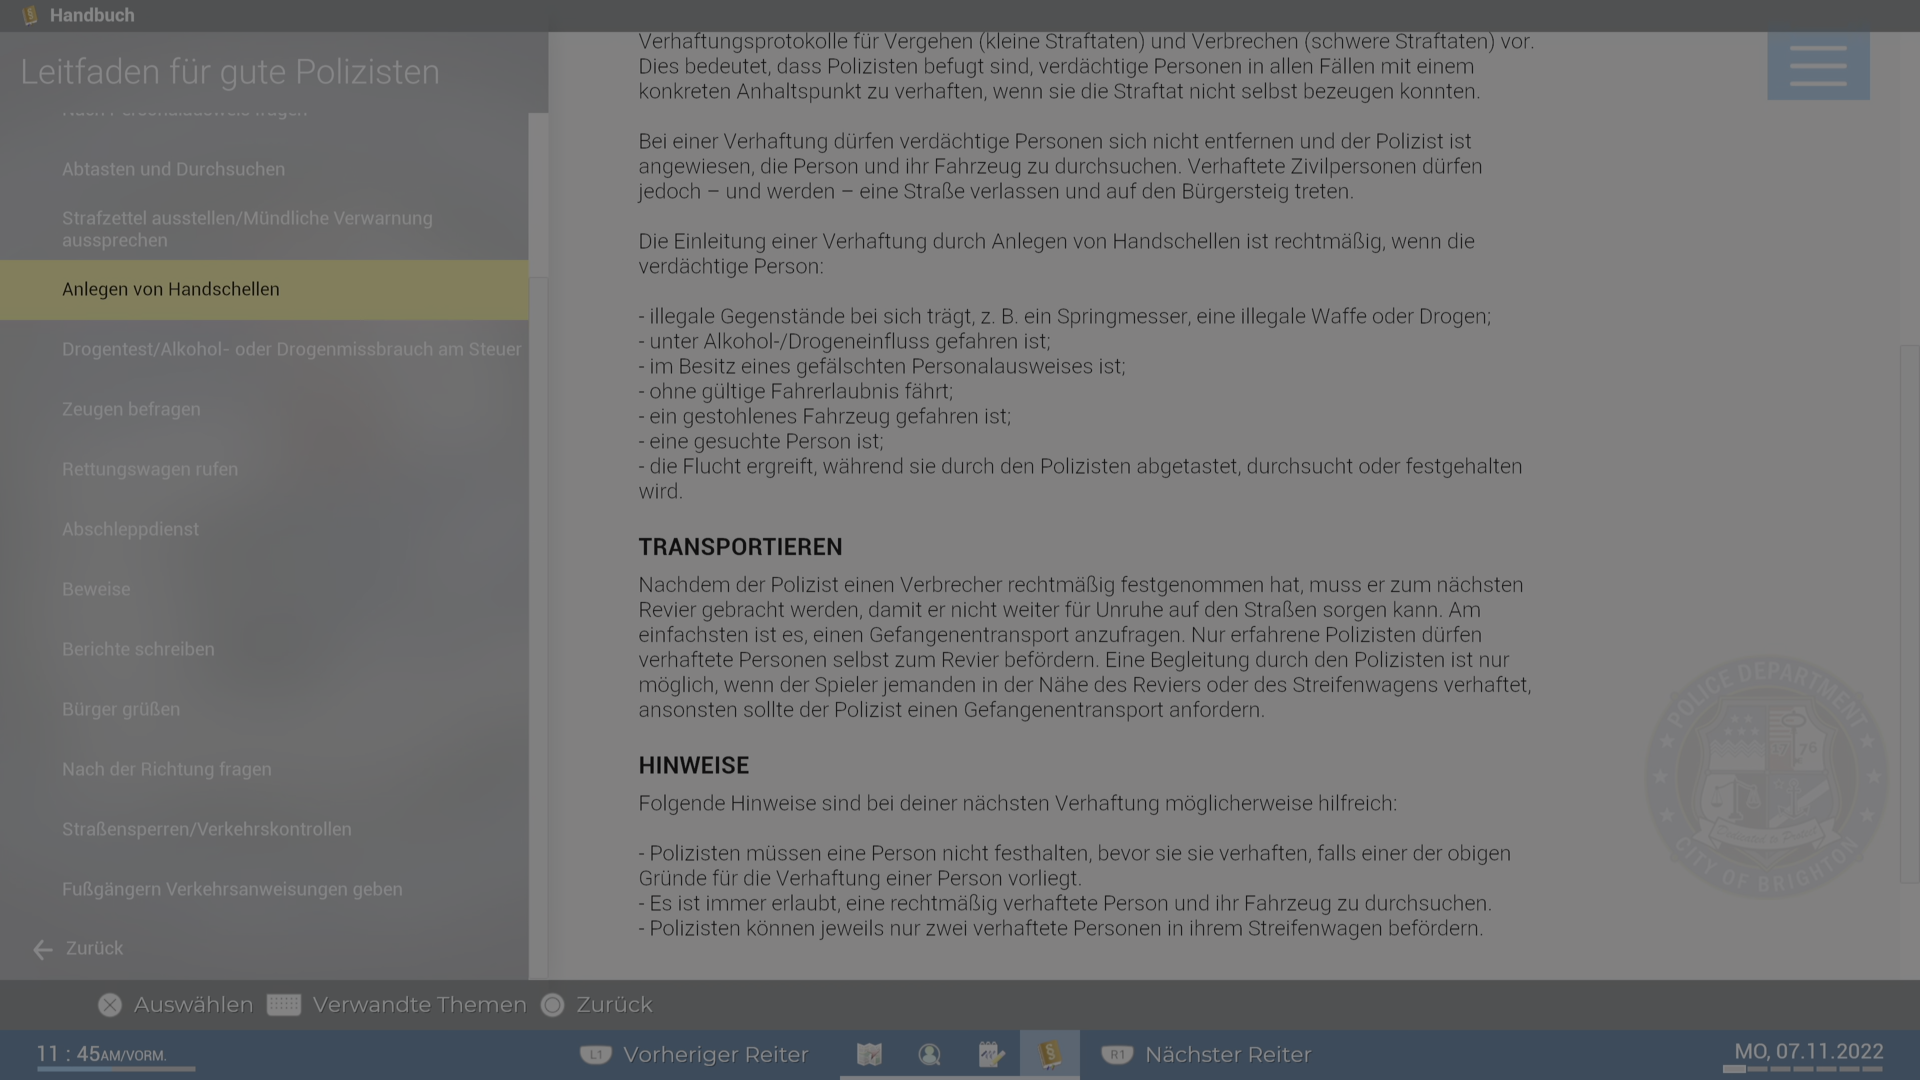 Handbuch
Leitfaden für gute Polizisten
Nach Personalausweis fragen
Abtasten und Durchsuchen
Strafzettel ausstellen/Mündliche Verwarnung
aussprechen
Anlegen von Handschellen
Drogentest/Alkohol- oder Drogenmissbrauch am Steuer
Zeugen befragen
Rettungswagen rufen
Abschleppdienst
Beweise
Berichte schreiben
Bürger grüßen
Nach der Richtung fragen
Straßensperren/Verkehrskontrollen
Fußgängern Verkehrsanweisungen geben
Zurück
Verhaftungsprotokolle für Vergehen (kleine Straftaten) und Verbrechen (schwere Straftaten) vor.
Dies bedeutet, dass Polizisten befugt sind, verdächtige Personen in allen Fällen mit einem
konkreten Anhaltspunkt zu verhaften, wenn sie die Straftat nicht selbst bezeugen konnten.
Bei einer Verhaftung dürfen verdächtige Personen sich nicht entfernen und der Polizist ist
angewiesen, die Person und ihr Fahrzeug zu durchsuchen. Verhaftete Zivilpersonen dürfen
jedoch – und werden – eine Straße verlassen und auf den Bürgersteig treten.
Die Einleitung einer Verhaftung durch Anlegen von Handschellen ist rechtmäßig, wenn die
verdächtige Person:
- illegale Gegenstände bei sich trägt, z. B. ein Springmesser, eine illegale Waffe oder Drogen;
- unter Alkohol-/Drogeneinfluss gefahren ist;
- im Besitz eines gefälschten Personalausweises ist;
- ohne gültige Fahrerlaubnis fährt;
- ein gestohlenes Fahrzeug gefahren ist;
- eine gesuchte Person ist;
- die Flucht ergreift, während sie durch den Polizisten abgetastet, durchsucht oder festgehalten
wird.
TRANSPORTIEREN
Nachdem der Polizist einen Verbrecher rechtmäßig festgenommen hat, muss er zum nächsten
Revier gebracht werden, damit er nicht weiter für Unruhe auf den Straßen sorgen kann. Am
einfachsten ist es, einen Gefangenentransport anzufragen. Nur erfahrene Polizisten dürfen
verhaftete Personen selbst zum Revier befördern. Eine Begleitung durch den Polizisten ist nur
möglich, wenn der Spieler jemanden in der Nähe des Reviers oder des Streifenwagens verhaftet,
ansonsten sollte der Polizist einen Gefangenentransport anfordern.
HINWEISE
Folgende Hinweise sind bei deiner nächsten Verhaftung möglicherweise hilfreich:
- Polizisten müssen eine Person nicht festhalten, bevor sie sie verhaften, falls einer der obigen
Gründe für die Verhaftung einer Person vorliegt.
- Es ist immer erlaubt, eine rechtmäßig verhaftete Person und ihr Fahrzeug zu durchsuchen.
- Polizisten können jeweils nur zwei verhaftete Personen in ihrem Streifenwagen befördern.
POLICE DEPARTMENT
1776
CITY OF BRIGHTON
Auswählen Verwandte Themen Zurück
11 : 45AM/VORM.
L1 Vorheriger Reiter
R1 Nächster Reiter
MO, 07.11.2022